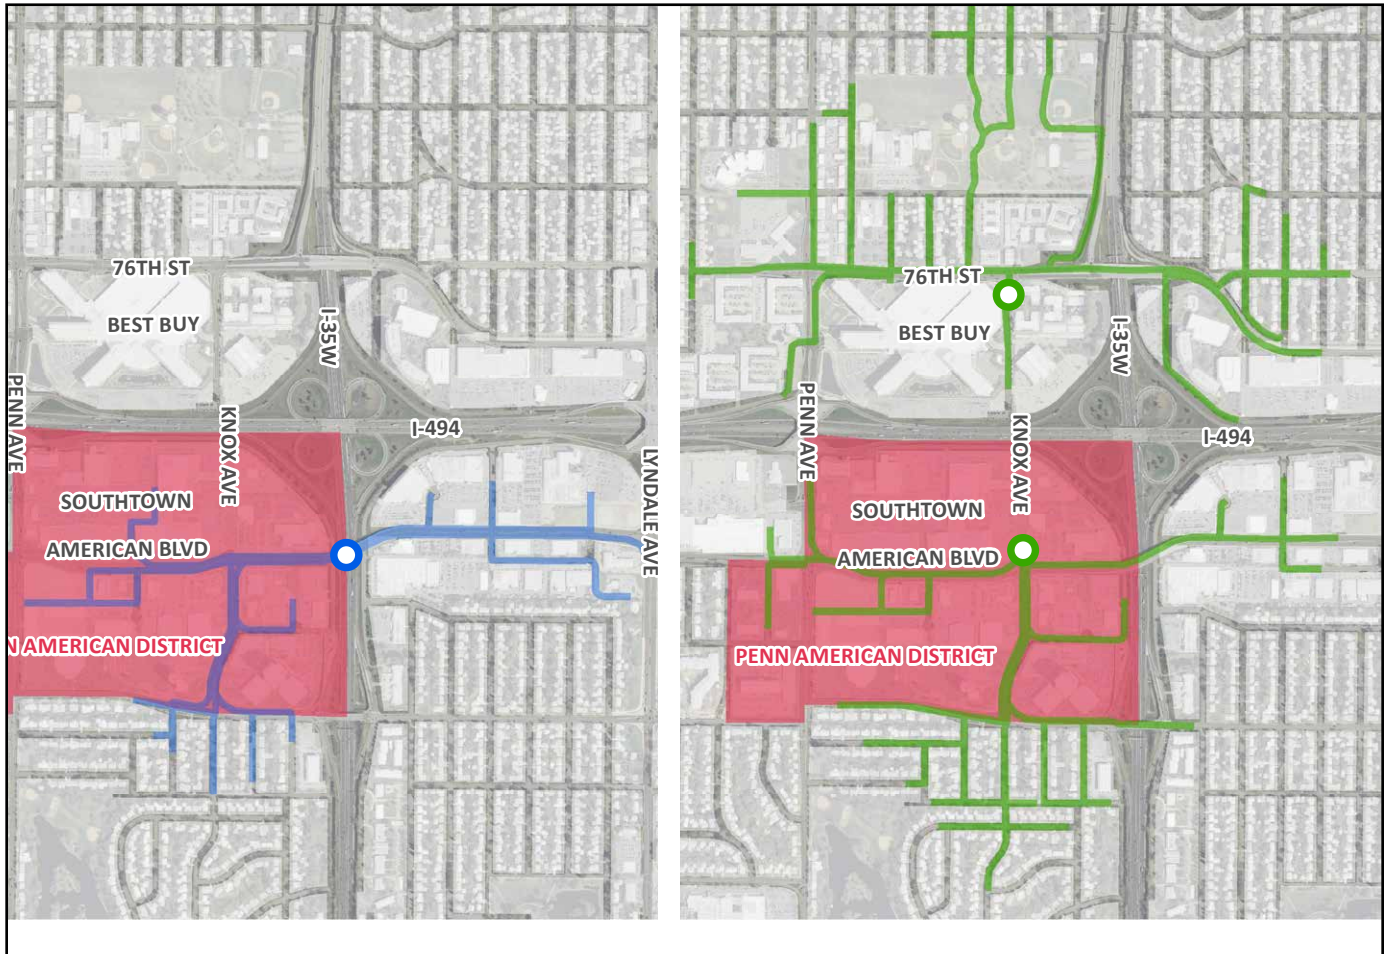 76TH ST
BEST BUY
I-35W
PENN AVE
KNOX AVE
I-494
LYNDALE AVE
SOUTHTOWN
AMERICAN BLVD
N AMERICAN DISTRICT
76TH ST
BEST BUY
I-35W
PENN AVE
KNOX AVE
I-494
SOUTHTOWN
AMERICAN BLVD
PENN AMERICAN DISTRICT